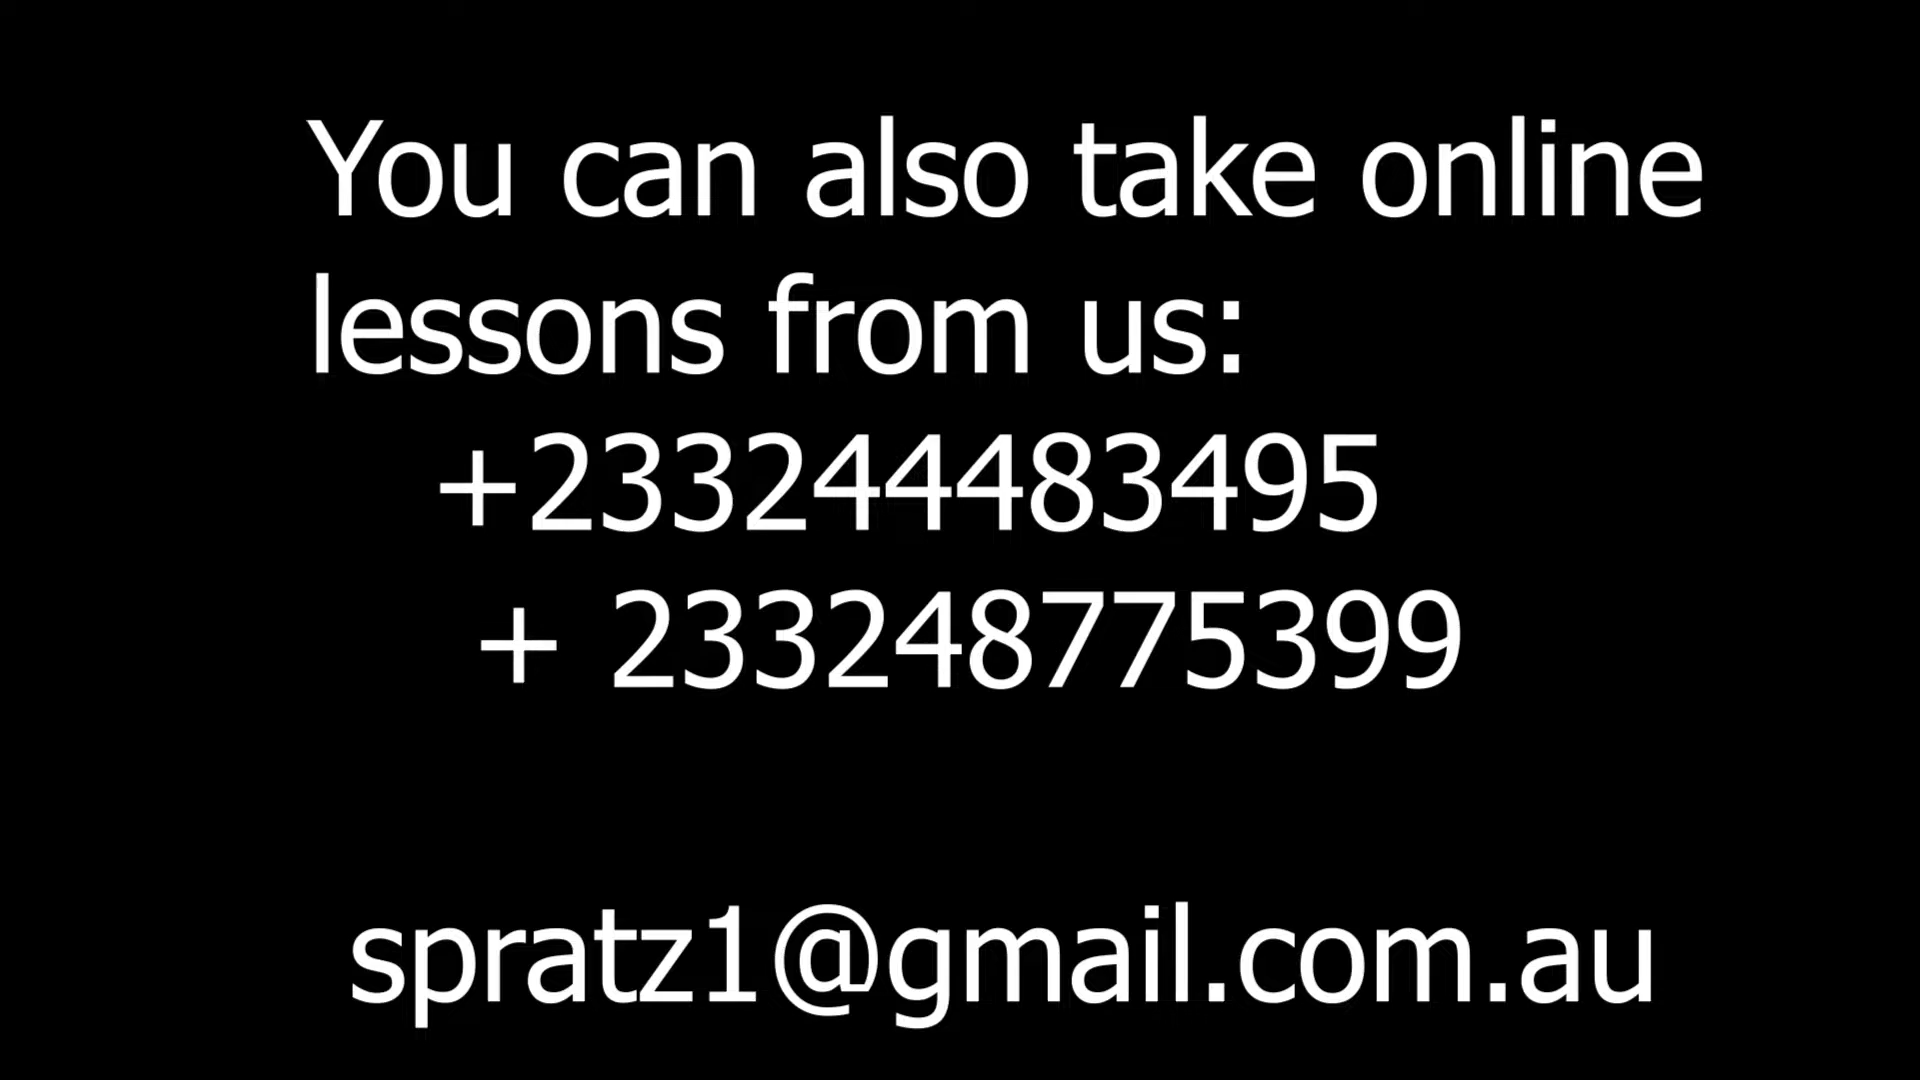 You can also take online
lessons from us:
+233244483495
+ 233248775399
spratz1@gmail.com.au